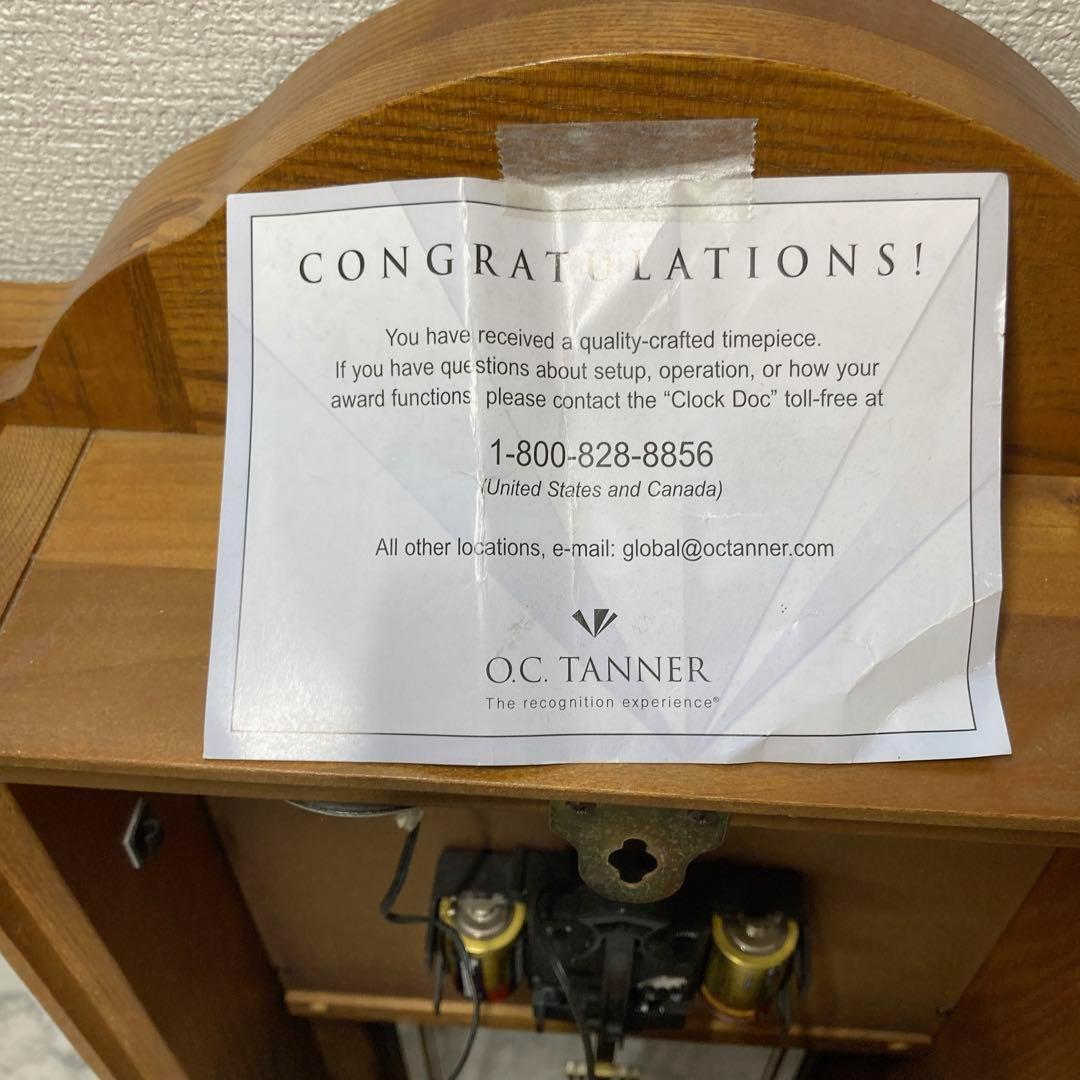 CONGRATULATIONS!
You have received a quality-crafted timepiece.
If you have questions about setup, operation, or how your
award functions, please contact the “Clock Doc” toll-free at
1-800-828-8856
(United States and Canada)
All other locations, e-mail: global@octanner.com
O.C. TANNER
The recognition experience®